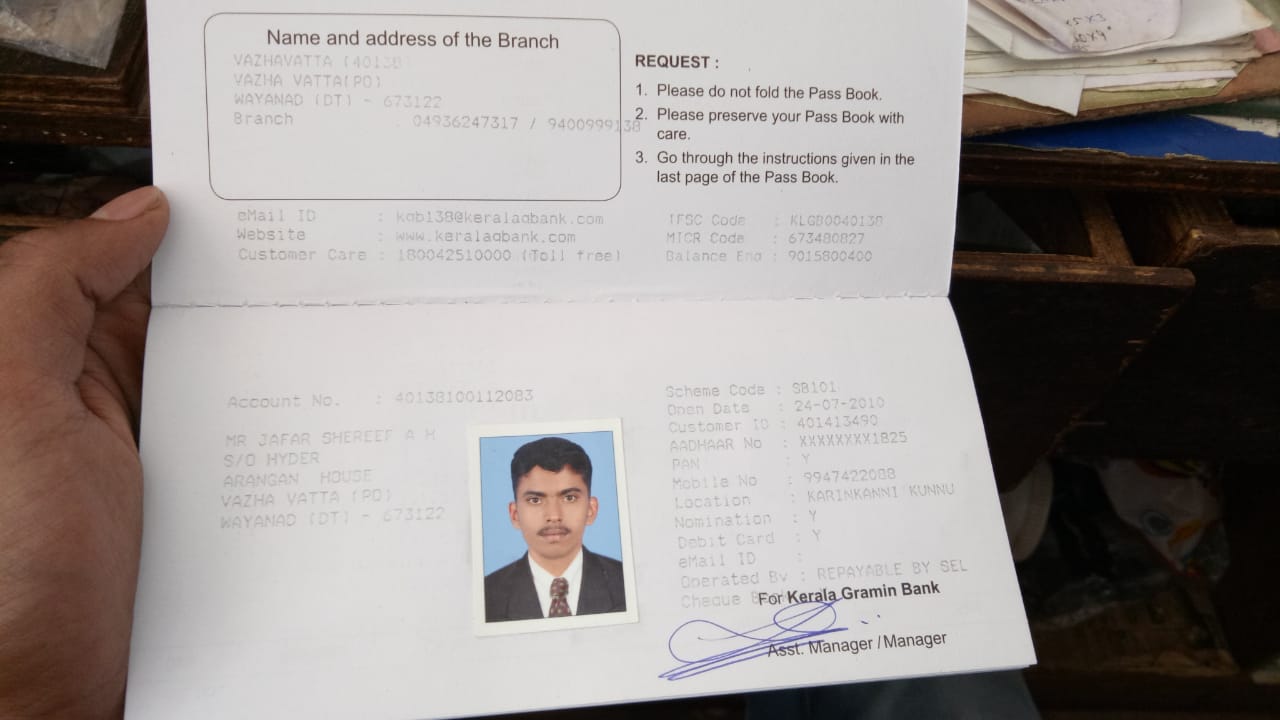 Name and address of the Branch
VAZHAVATTA (40138
VAZHA VATTA(PO)
WAYANAD (DT) - 673122
Branch . 04936247317 / 9400999138
REQUEST :
1. Please do not fold the Pass Book.
2. Please preserve your Pass Book with
care.
3. Go through the instructions given in the
last page of the Pass Book.
eMail ID : kgb138@keralagbank.com
Website : www.keralagbank.com
Customer Care : 180042510000 (Toll free)
IFSC Code : KLGB0040138
MICR Code : 673480827
Balance Enq : 9015800400
Account No. : 40138100112083
MR JAFAR SHEREEF A H
S/O HYDER
ARANGAN HOUSE
VAZHA VATTA (PO)
WAYANAD (DT) - 673122
Scheme Code : SB101
Open Date : 24-07-2010
Customer ID : 401413490
AADHAAR No : XXXXXXXX1825
PAN : Y
Mobile No : 9947422088
Location : KARINKANNI KUNNU
Nomination : Y
Debit Card : Y
eMail ID :
Operated By : REPAYABLE BY SEL
Cheque
For Kerala Gramin Bank
Asst. Manager / Manager